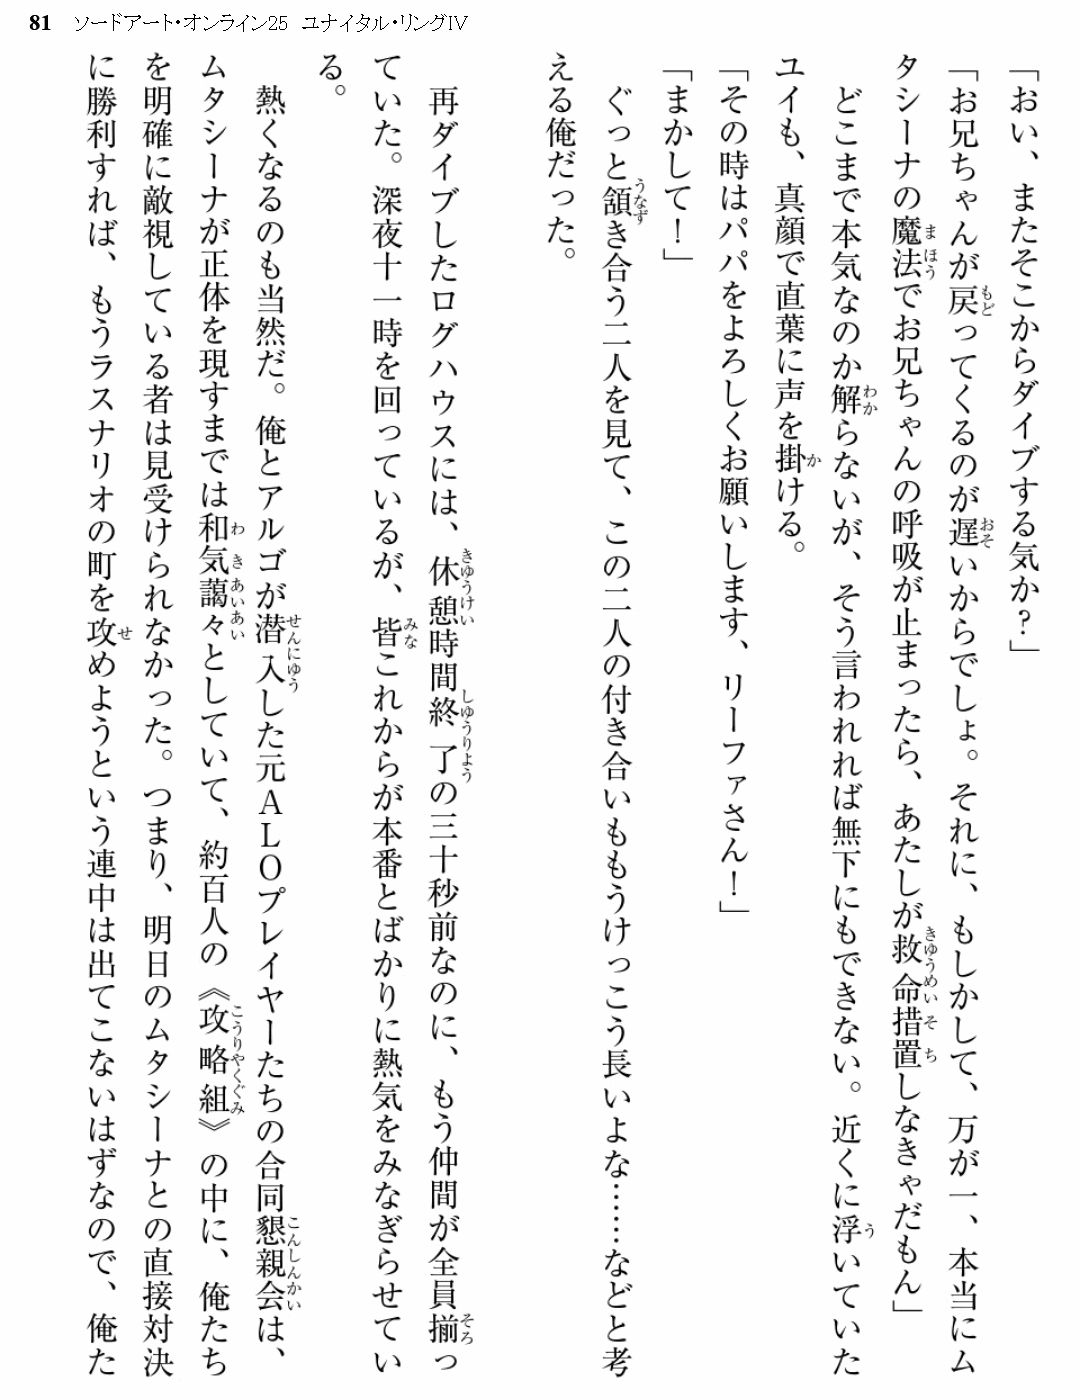 81 ソードアート・オンライン25 ユナイタル・リングIV
「おい、またそこからダイブする気か？」
「お兄ちゃんが戻ってくるのが遅いからでしょ。それに、もしかして、万が一、本当にム
タシーナの魔法でお兄ちゃんの呼吸が止まったら、あたしが救命措置しなきゃだもん」
どこまで本気なのか解らないが、そう言われれば無下にもできない。近くに浮いていた
ユイも、真顔で直葉に声を掛ける。
「その時はパパをよろしくお願いします、リーファさん！」
「まかして！」
ぐっと頷き合う二人を見て、この二人の付き合いももうけっこう長いよな……などと考
える俺だった。
再ダイブしたログハウスには、休憩時間終了の三十秒前なのに、もう仲間が全員揃っ
ていた。深夜十一時を回っているが、皆これからが本番とばかりに熱気をみなぎらせてい
る。
熱くなるのも当然だ。俺とアルゴが潜入した元ＡＬＯプレイヤーたちの合同懇親会は、
ムタシーナが正体を現すまでは和気藹々としていて、約百人の《攻略組》の中に、俺たち
を明確に敵視している者は見受けられなかった。つまり、明日のムタシーナとの直接対決
に勝利すれば、もうラスナリオの町を攻めようという連中は出てこないはずなので、俺た